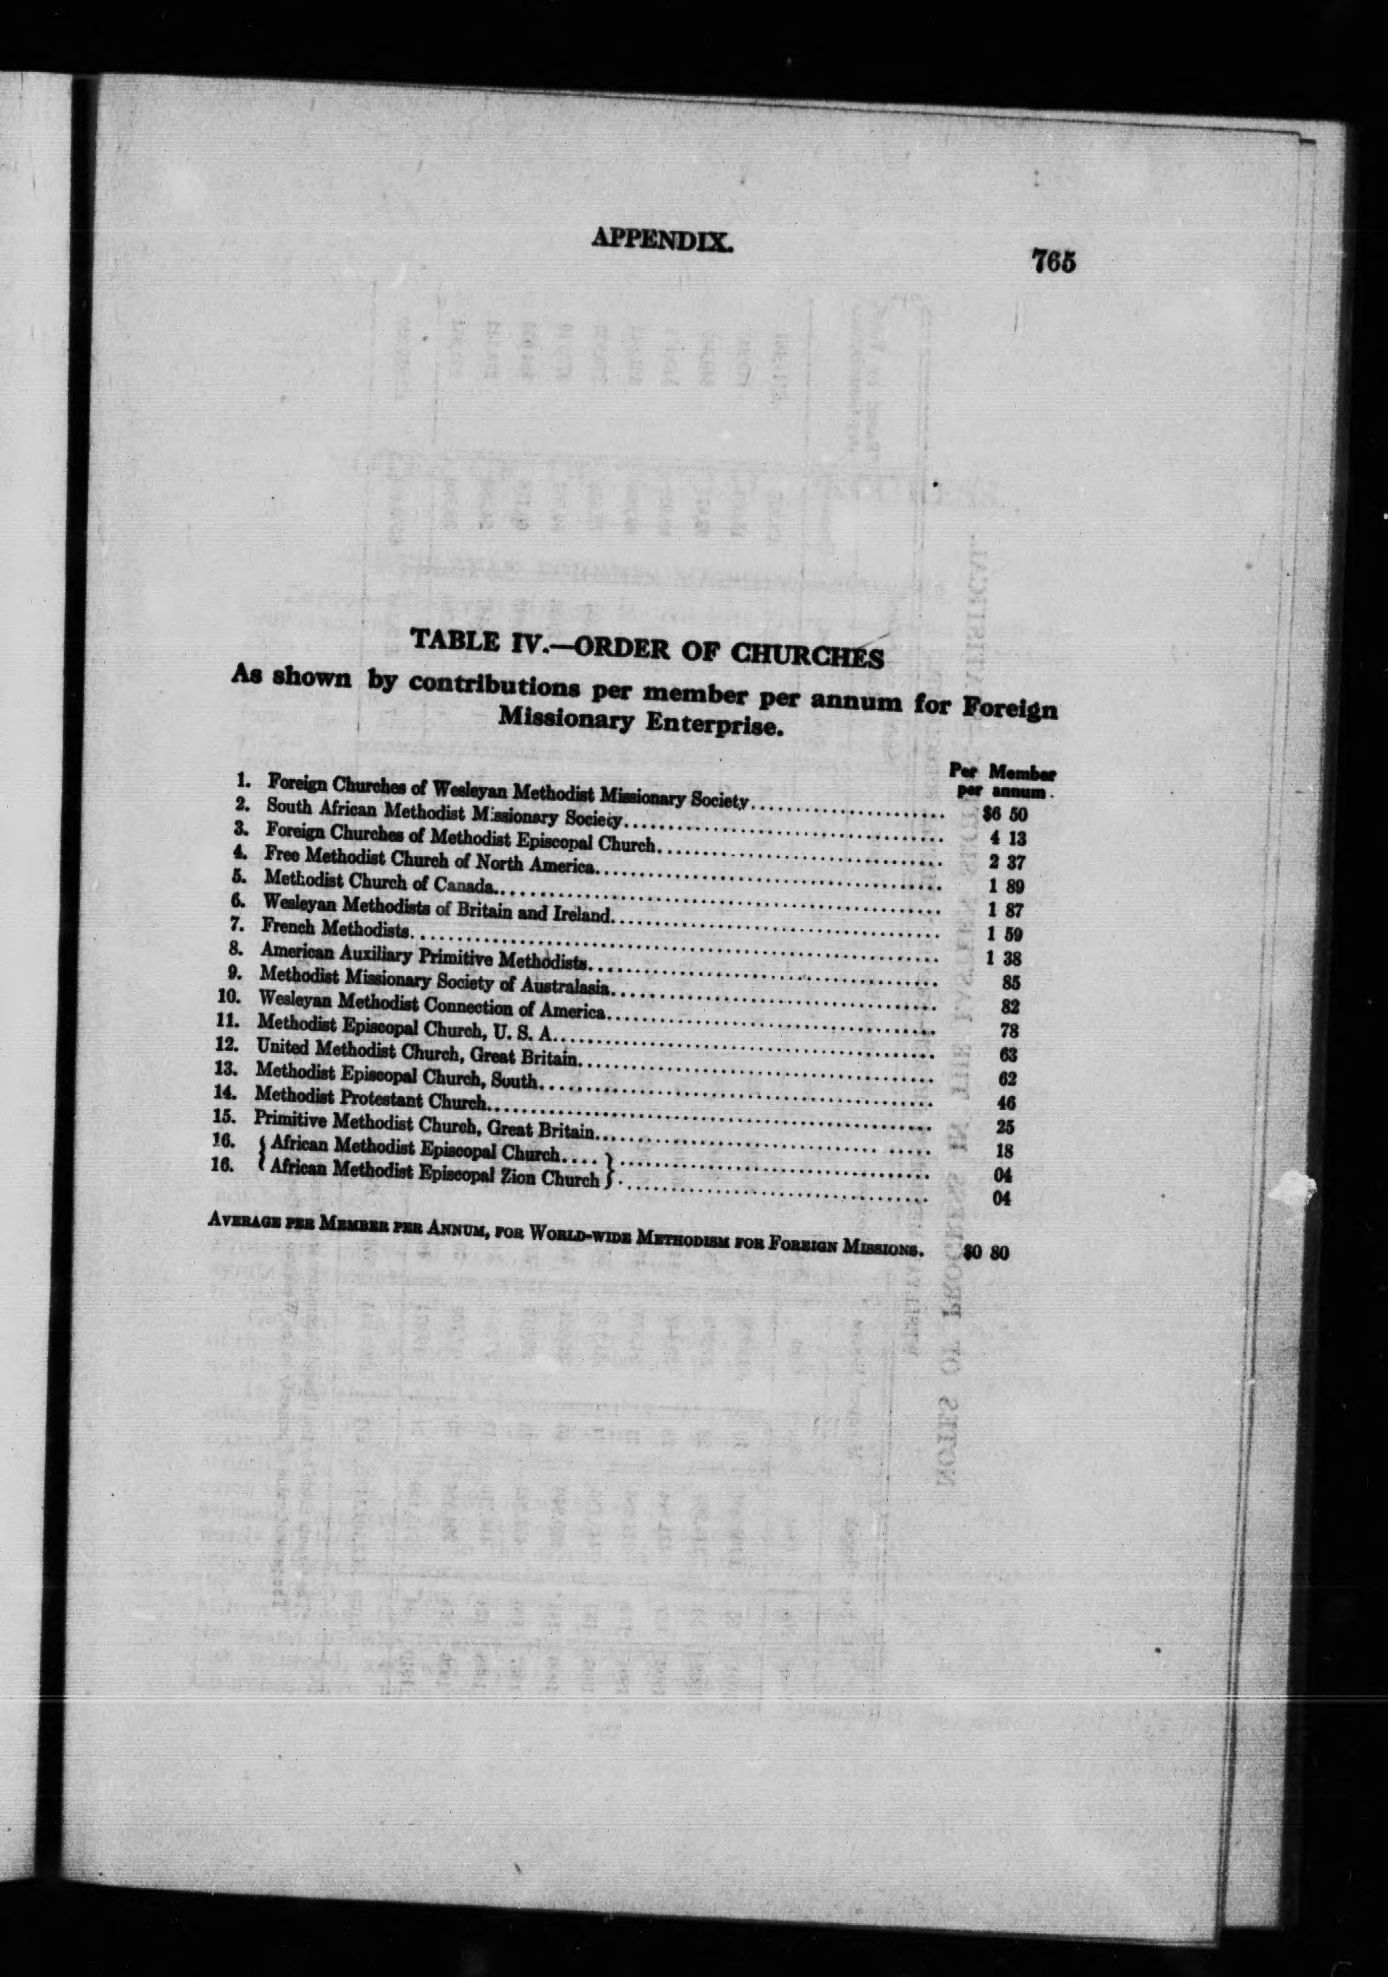 APPENDIX.
765
TABLE IV.—ORDER OF CHURCHES
As shown by contributions per member per annum for Foreign
Missionary Enterprise.
Per Member
per annum.
1. Foreign Churches of Wesleyan Methodist Missionary Society........................ $6 50
2. South African Methodist Missionary Society........................ 4 13
3. Foreign Churches of Methodist Episcopal Church........................ 2 37
4. Free Methodist Church of North America........................ 1 89
5. Methodist Church of Canada........................ 1 87
6. Wesleyan Methodists of Britain and Ireland........................ 1 59
7. French Methodists........................ 1 38
8. American Auxiliary Primitive Methodists........................ 85
9. Methodist Missionary Society of Australasia........................ 82
10. Wesleyan Methodist Connection of America........................ 78
11. Methodist Episcopal Church, U. S. A........................ 63
12. United Methodist Church, Great Britain........................ 62
13. Methodist Episcopal Church, South........................ 46
14. Methodist Protestant Church........................ 25
15. Primitive Methodist Church, Great Britain........................ 18
16. { African Methodist Episcopal Church.... } ........................ 04
16. { African Methodist Episcopal Zion Church } ........................ 04
AVERAGE PER MEMBER PER ANNUM, FOR WORLD-WIDE METHODISM FOR FOREIGN MISSIONS. $0 80